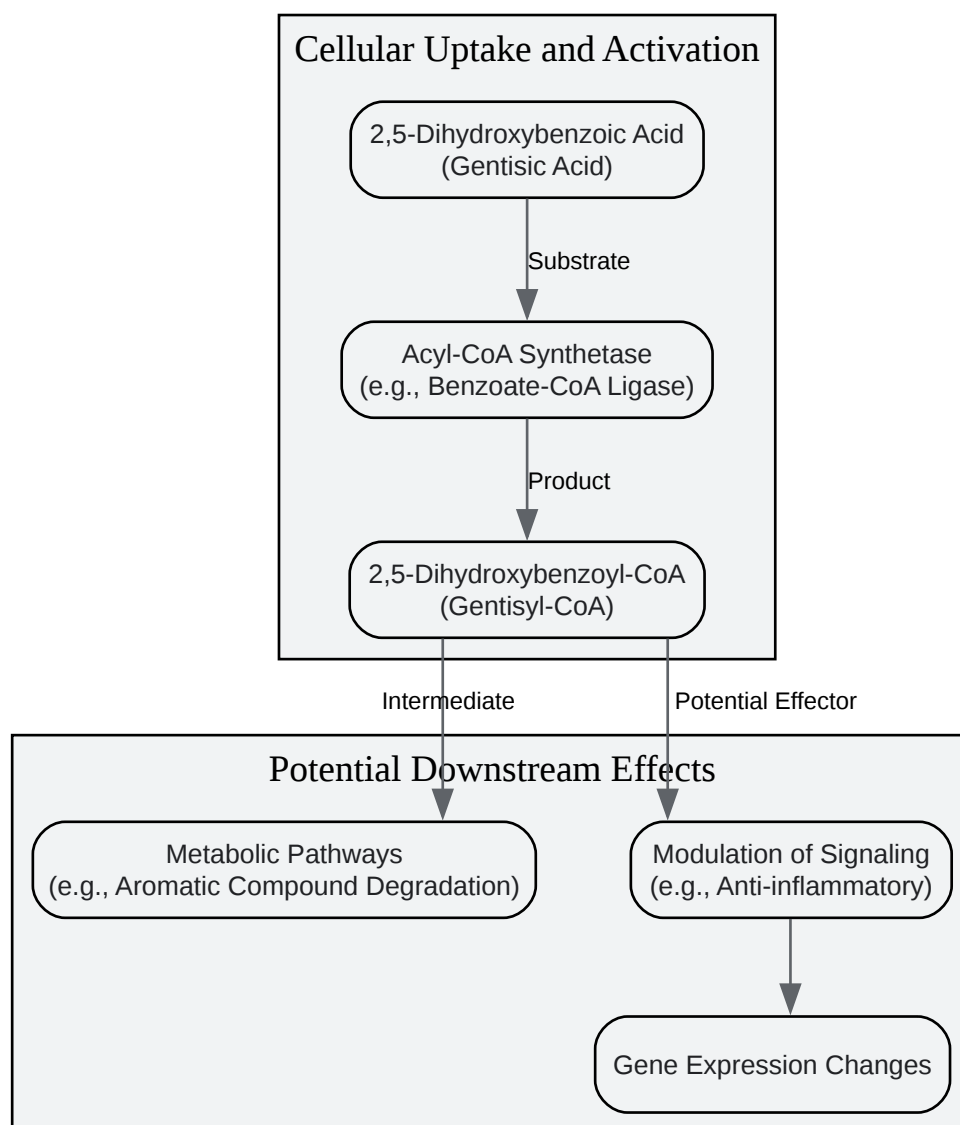 Cellular Uptake and Activation
2,5-Dihydroxybenzoic Acid
(Gentisic Acid)
Substrate
Acyl-CoA Synthetase
(e.g., Benzoate-CoA Ligase)
Product
2,5-Dihydroxybenzoyl-CoA
(Gentisyl-CoA)
Intermediate
Potential Effector
Potential Downstream Effects
Metabolic Pathways
(e.g., Aromatic Compound Degradation)
Modulation of Signaling
(e.g., Anti-inflammatory)
Gene Expression Changes